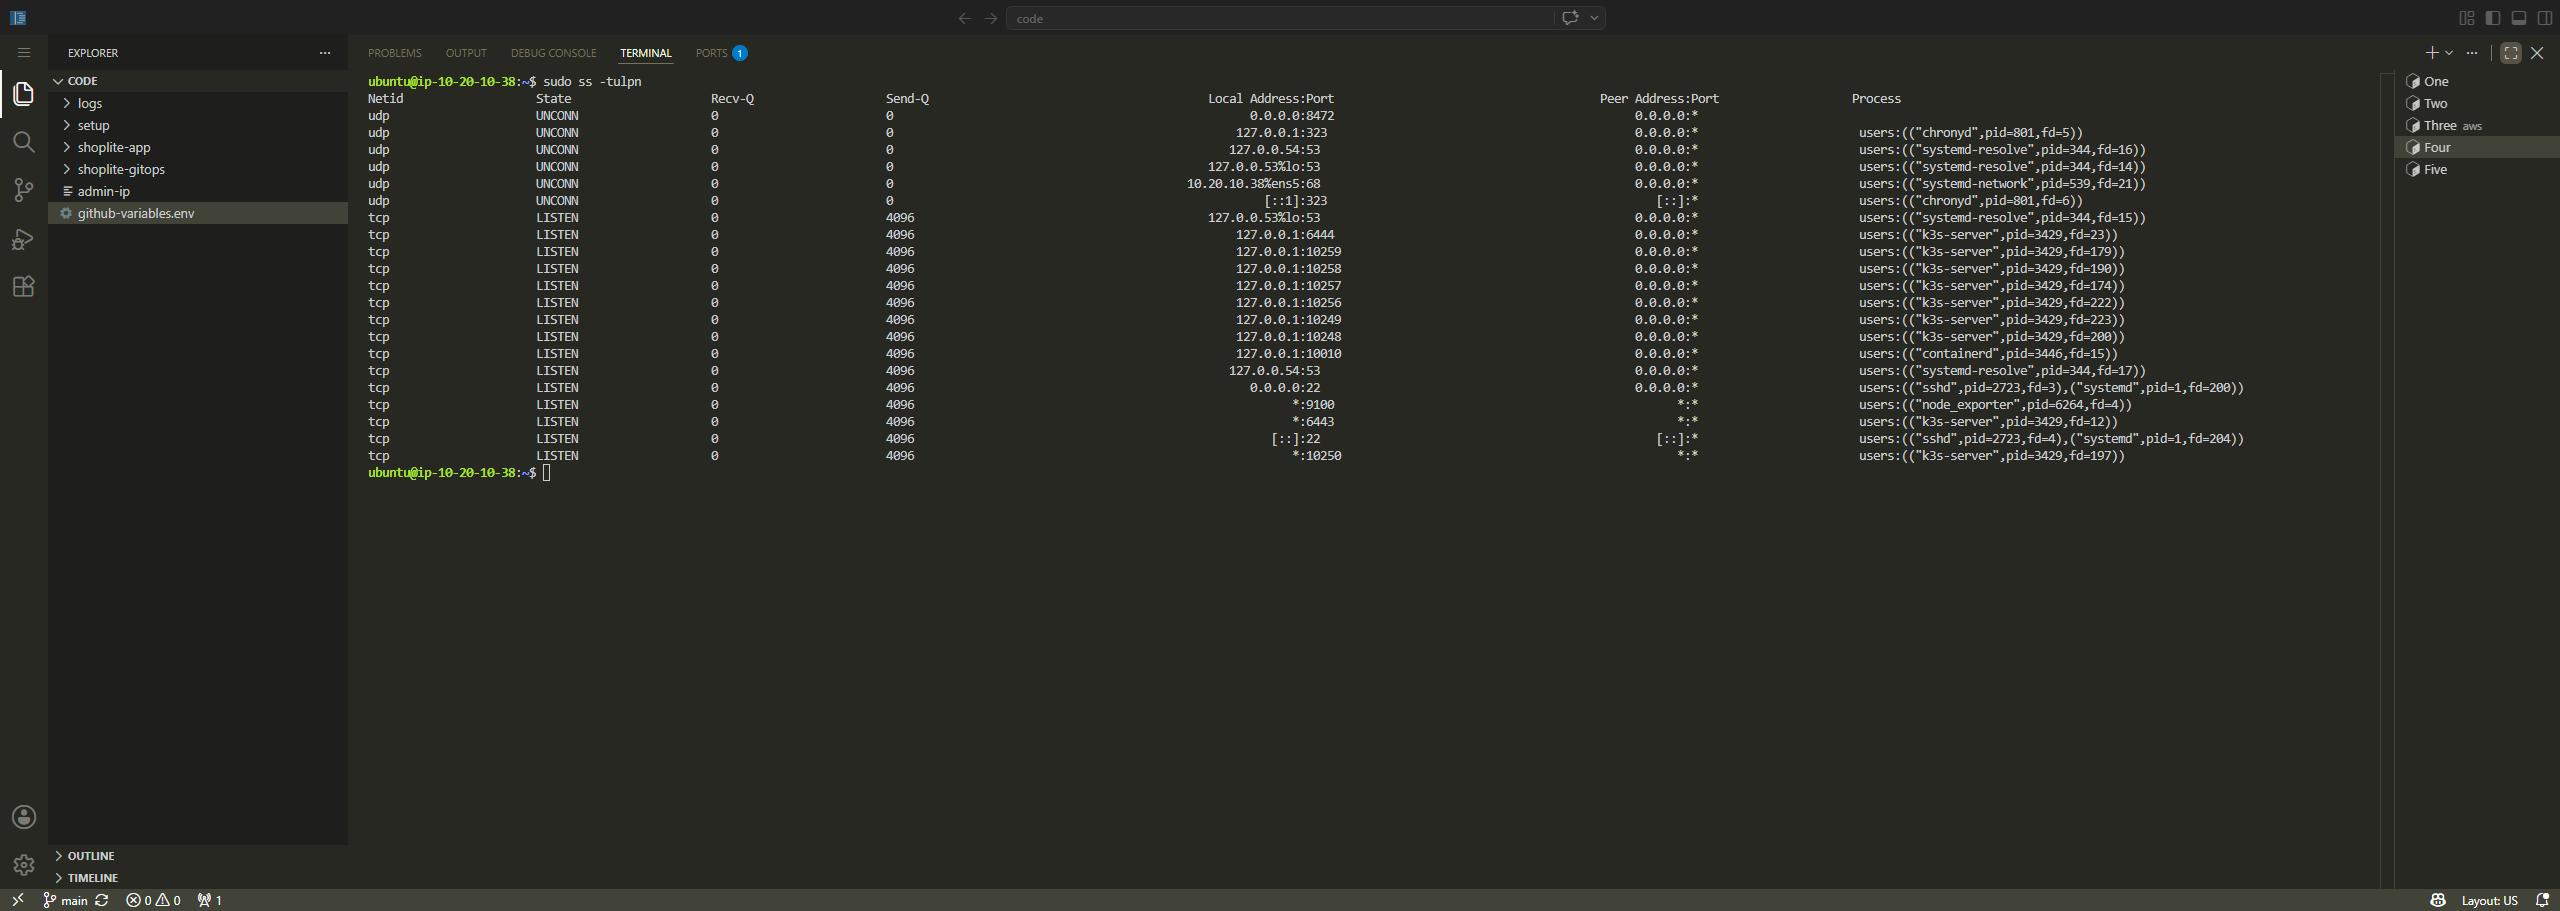 code
EXPLORER
CODE
logs
setup
shoplite-app
shoplite-gitops
admin-ip
github-variables.env
OUTLINE
TIMELINE
PROBLEMS OUTPUT DEBUG CONSOLE TERMINAL PORTS 1
ubuntu@ip-10-20-10-38:~$ sudo ss -tulpn
Netid State Recv-Q Send-Q Local Address:Port Peer Address:Port Process
udp UNCONN 0 0 0.0.0.0:8472 0.0.0.0:*
udp UNCONN 0 0 127.0.0.1:323 0.0.0.0:* users:(("chronyd",pid=801,fd=5))
udp UNCONN 0 0 127.0.0.54:53 0.0.0.0:* users:(("systemd-resolve",pid=344,fd=16))
udp UNCONN 0 0 127.0.0.53%lo:53 0.0.0.0:* users:(("systemd-resolve",pid=344,fd=14))
udp UNCONN 0 0 10.20.10.38%ens5:68 0.0.0.0:* users:(("systemd-network",pid=539,fd=21))
udp UNCONN 0 0 [::1]:323 [::]:* users:(("chronyd",pid=801,fd=6))
tcp LISTEN 0 4096 127.0.0.53%lo:53 0.0.0.0:* users:(("systemd-resolve",pid=344,fd=15))
tcp LISTEN 0 4096 127.0.0.1:6444 0.0.0.0:* users:(("k3s-server",pid=3429,fd=23))
tcp LISTEN 0 4096 127.0.0.1:10259 0.0.0.0:* users:(("k3s-server",pid=3429,fd=179))
tcp LISTEN 0 4096 127.0.0.1:10258 0.0.0.0:* users:(("k3s-server",pid=3429,fd=190))
tcp LISTEN 0 4096 127.0.0.1:10257 0.0.0.0:* users:(("k3s-server",pid=3429,fd=174))
tcp LISTEN 0 4096 127.0.0.1:10256 0.0.0.0:* users:(("k3s-server",pid=3429,fd=222))
tcp LISTEN 0 4096 127.0.0.1:10249 0.0.0.0:* users:(("k3s-server",pid=3429,fd=223))
tcp LISTEN 0 4096 127.0.0.1:10248 0.0.0.0:* users:(("k3s-server",pid=3429,fd=200))
tcp LISTEN 0 4096 127.0.0.1:10010 0.0.0.0:* users:(("containerd",pid=3446,fd=15))
tcp LISTEN 0 4096 127.0.0.54:53 0.0.0.0:* users:(("systemd-resolve",pid=344,fd=17))
tcp LISTEN 0 4096 0.0.0.0:22 0.0.0.0:* users:(("sshd",pid=2723,fd=3),("systemd",pid=1,fd=200))
tcp LISTEN 0 4096 *:9100 *:* users:(("node_exporter",pid=6264,fd=4))
tcp LISTEN 0 4096 *:6443 *:* users:(("k3s-server",pid=3429,fd=12))
tcp LISTEN 0 4096 [::]:22 [::]:* users:(("sshd",pid=2723,fd=4),("systemd",pid=1,fd=204))
tcp LISTEN 0 4096 *:10250 *:* users:(("k3s-server",pid=3429,fd=197))
ubuntu@ip-10-20-10-38:~$
One
Two
Three aws
Four
Five
main 0 0 1 Layout: US